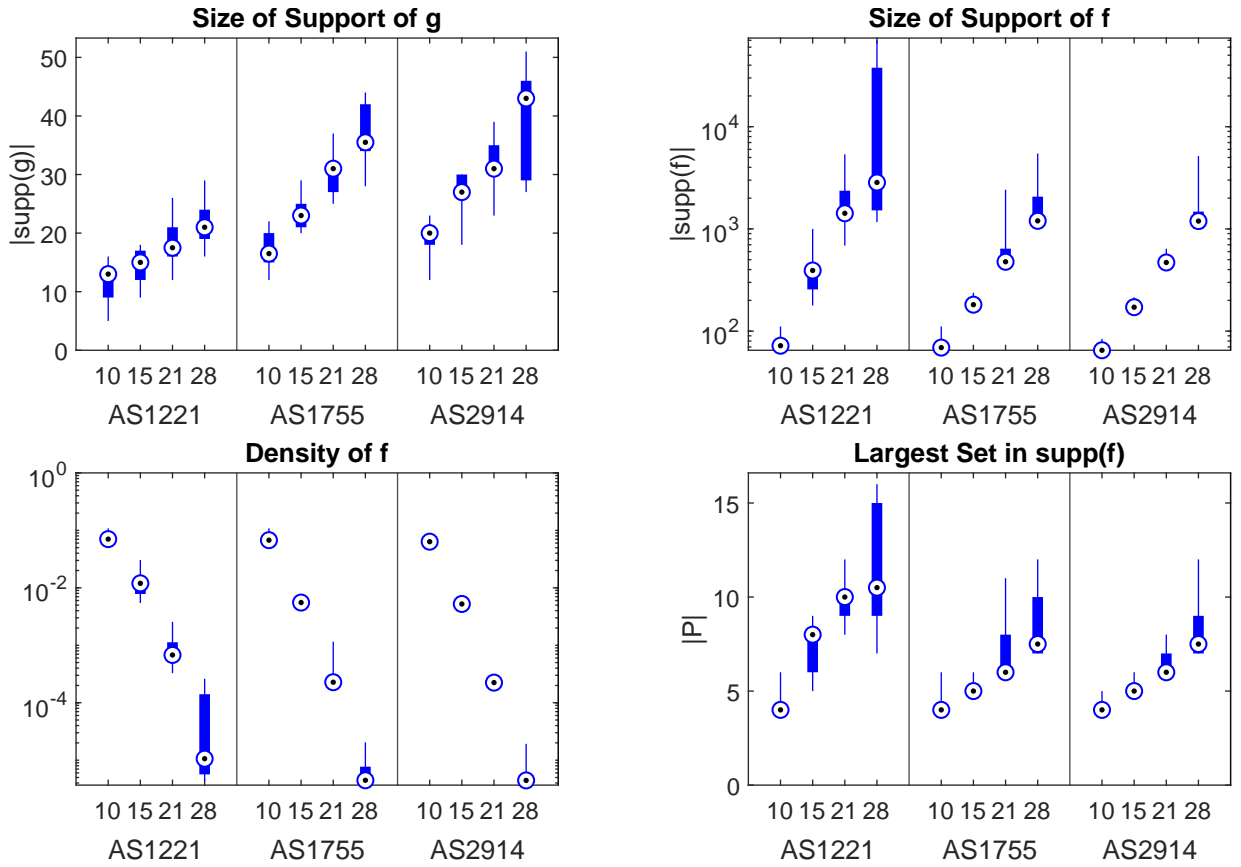 Size of Support of g
|supp(g)|
50
40
30
20
10
0
10 15 21 28 10 15 21 28 10 15 21 28
AS1221 AS1755 AS2914
Size of Support of f
|supp(f)|
10^4
10^3
10^2
10 15 21 28 10 15 21 28 10 15 21 28
AS1221 AS1755 AS2914
Density of f
10^0
10^-2
10^-4
10 15 21 28 10 15 21 28 10 15 21 28
AS1221 AS1755 AS2914
Largest Set in supp(f)
|P|
15
10
5
0
10 15 21 28 10 15 21 28 10 15 21 28
AS1221 AS1755 AS2914